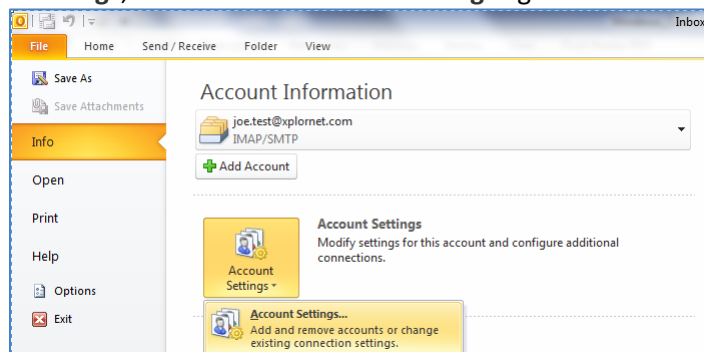 Inbox
File Home Send / Receive Folder View
Save As
Save Attachments
Info
Open
Print
Help
Options
Exit
Account Information
joe.test@xplornet.com
IMAP/SMTP
Add Account
Account Settings
Modify settings for this account and configure additional
connections.
Account
Settings
Account Settings...
Add and remove accounts or change
existing connection settings.